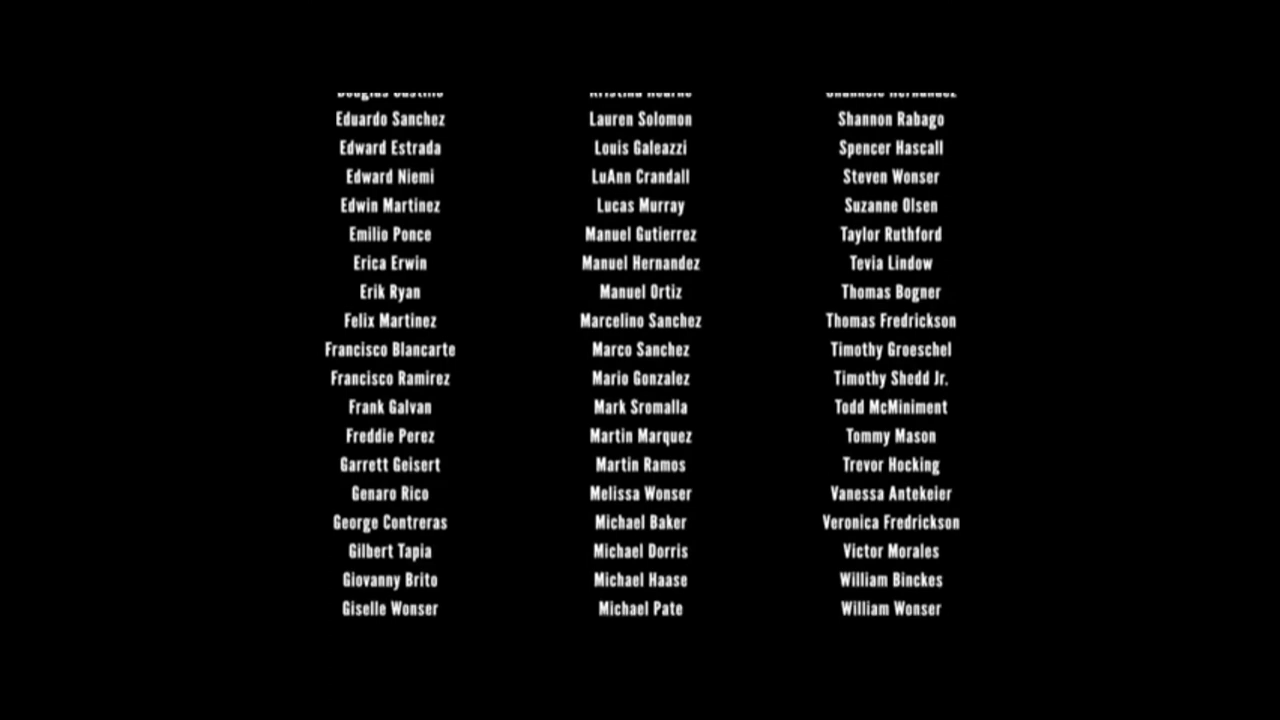 Eduardo Sanchez
Edward Estrada
Edward Niemi
Edwin Martinez
Emilio Ponce
Erica Erwin
Erik Ryan
Felix Martinez
Francisco Blancarte
Francisco Ramirez
Frank Galvan
Freddie Perez
Garrett Geisert
Genaro Rico
George Contreras
Gilbert Tapia
Giovanny Brito
Giselle Wonser
Lauren Solomon
Louis Galeazzi
LuAnn Crandall
Lucas Murray
Manuel Gutierrez
Manuel Hernandez
Manuel Ortiz
Marcelino Sanchez
Marco Sanchez
Mario Gonzalez
Mark Sromalla
Martin Marquez
Martin Ramos
Melissa Wonser
Michael Baker
Michael Dorris
Michael Haase
Michael Pate
Shannon Rabago
Spencer Hascall
Steven Wonser
Suzanne Olsen
Taylor Ruthford
Tevia Lindow
Thomas Bogner
Thomas Fredrickson
Timothy Groeschel
Timothy Shedd Jr.
Todd McMiniment
Tommy Mason
Trevor Hocking
Vanessa Antekeier
Veronica Fredrickson
Victor Morales
William Binckes
William Wonser